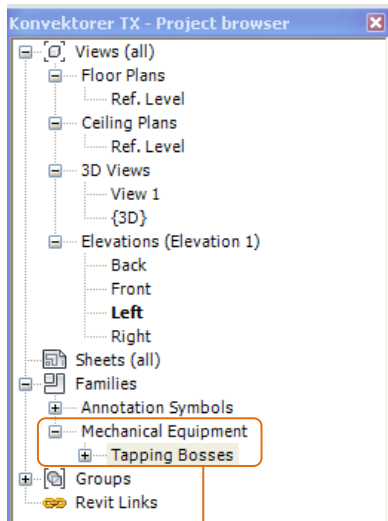 Konvektorer TX - Project browser
Views (all)
Floor Plans
Ref. Level
Ceiling Plans
Ref. Level
3D Views
View 1
{3D}
Elevations (Elevation 1)
Back
Front
Left
Right
Sheets (all)
Families
Annotation Symbols
Mechanical Equipment
Tapping Bosses
Groups
Revit Links